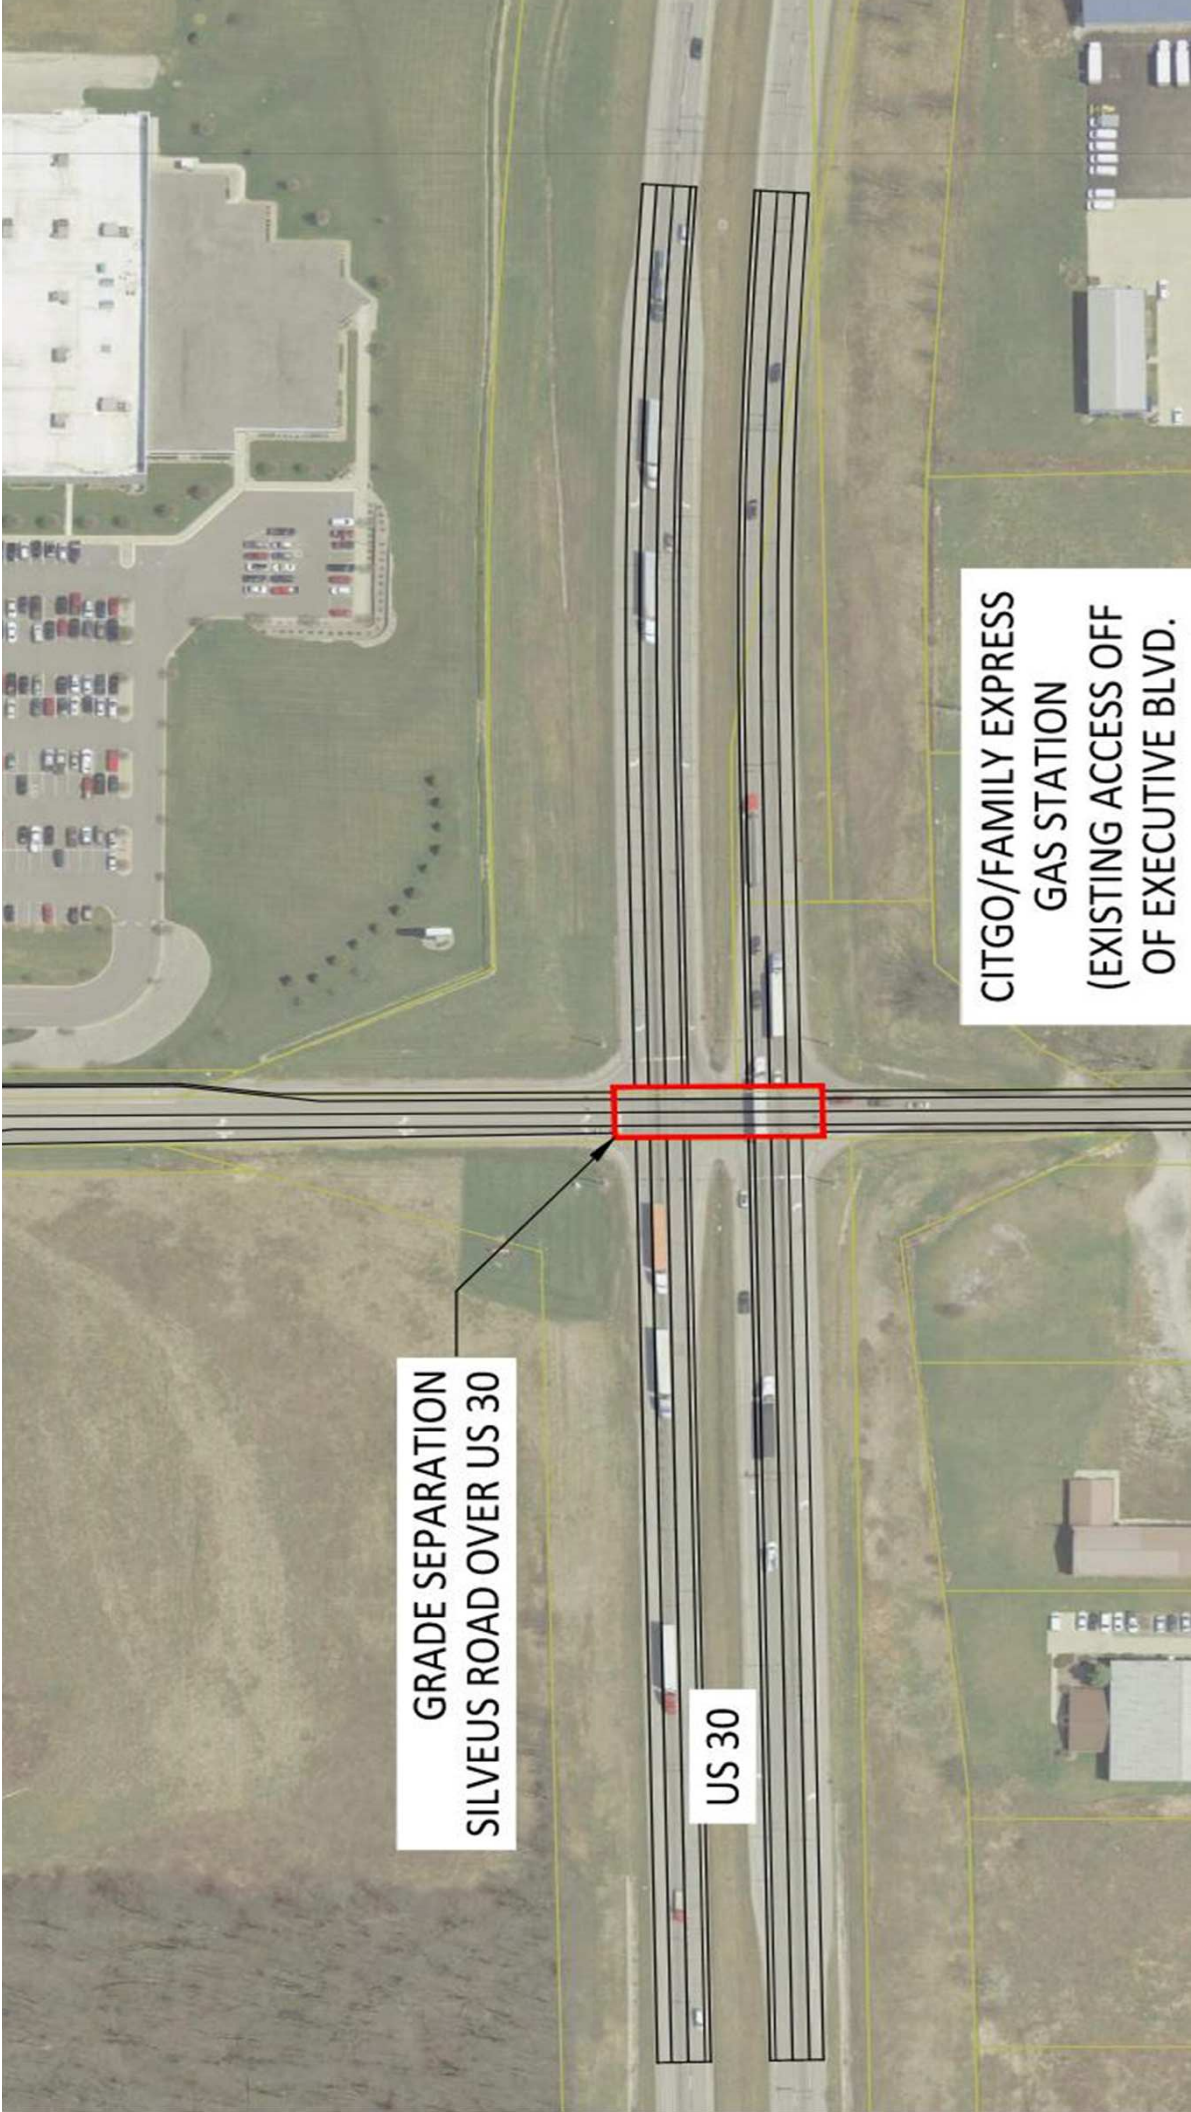 GRADE SEPARATION
SILVEUS ROAD OVER US 30
US 30
CITGO/FAMILY EXPRESS
GAS STATION
(EXISTING ACCESS OFF
OF EXECUTIVE BLVD.